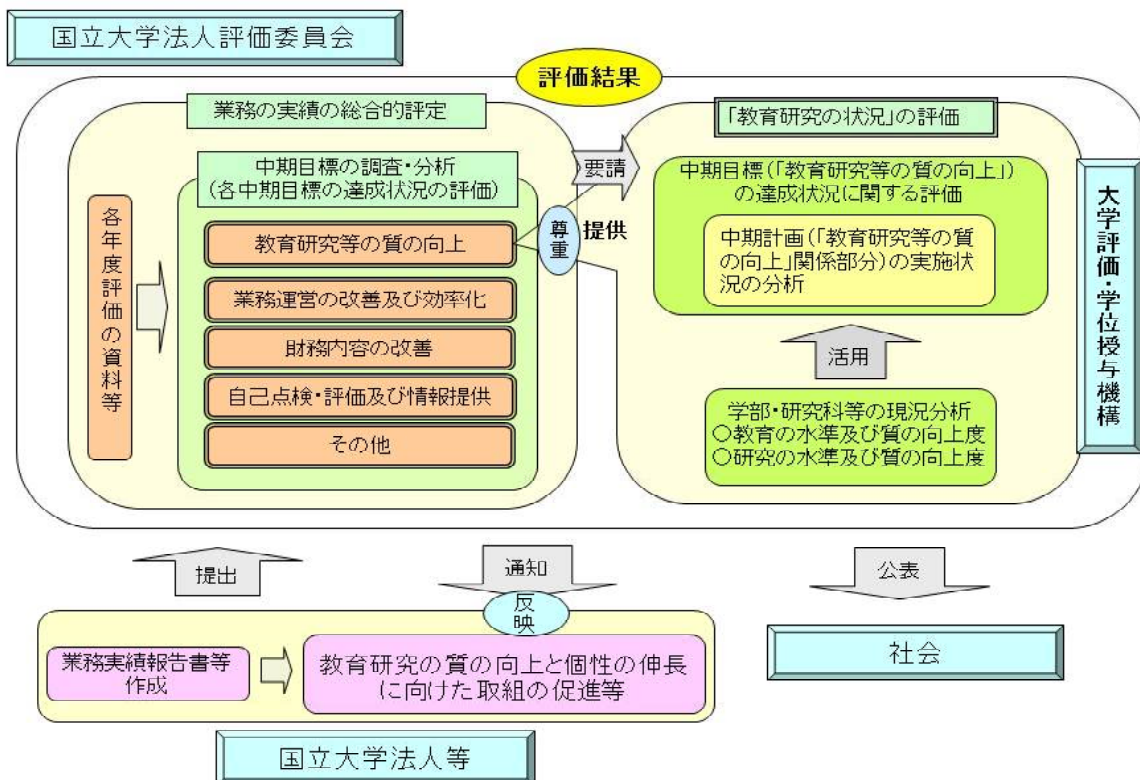 国立大学法人評価委員会
評価結果
業務の実績の総合的評定
中期目標の調査・分析
(各中期目標の達成状況の評価)
各年度評価の資料等
教育研究等の質の向上
業務運営の改善及び効率化
財務内容の改善
自己点検・評価及び情報提供
その他
要請
尊重
提供
「教育研究の状況」の評価
中期目標(「教育研究等の質の向上」)
の達成状況に関する評価
中期計画(「教育研究等の質
の向上」関係部分)の実施状
況の分析
活用
学部・研究科等の現況分析
○教育の水準及び質の向上度
○研究の水準及び質の向上度
大学評価・学位授与機構
提出
通知
公表
反映
業務実績報告書等
作成
教育研究の質の向上と個性の伸長
に向けた取組の促進等
社会
国立大学法人等